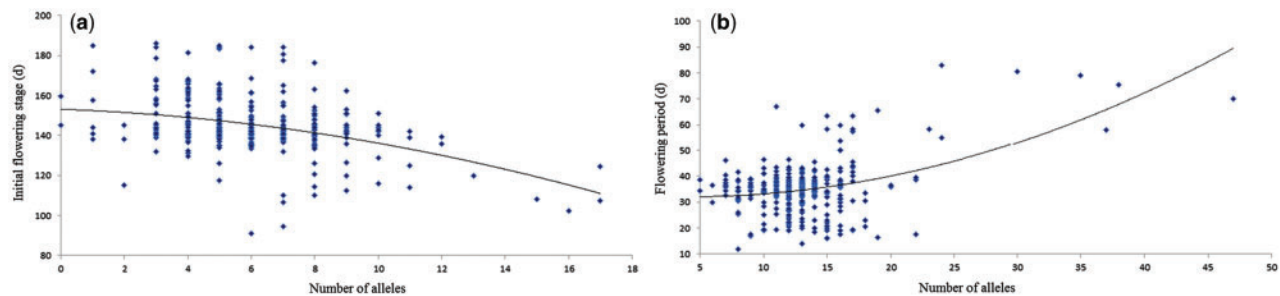 (a)
Initial flowering stage (d)
200
180
160
140
120
100
80
0 2 4 6 8 10 12 14 16 18
Number of alleles
(b)
Flowering period (d)
100
90
80
70
60
50
40
30
20
10
5 10 15 20 25 30 35 40 45 50
Number of alleles